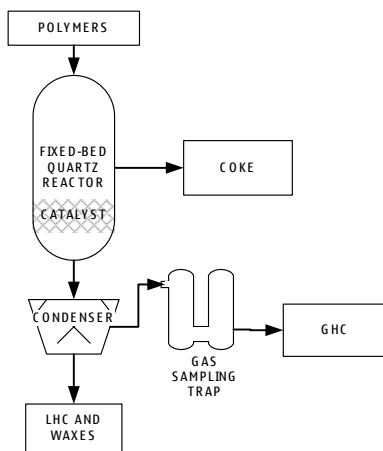 POLYMERS
FIXED-BED
QUARTZ
REACTOR
COKE
CATALYST
CONDENSER
GHC
GAS
SAMPLING
TRAP
LHC AND
WAXES